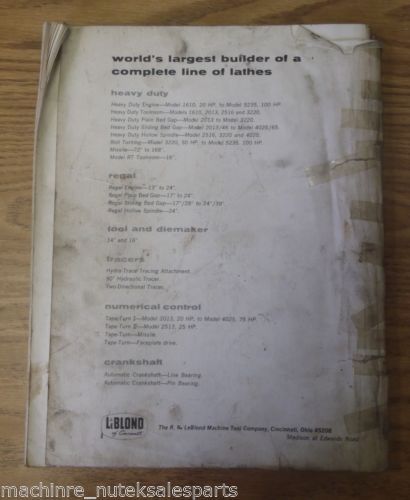 world's largest builder of a
complete line of lathes
heavy duty
Heavy Duty Engine—Model 1610, 20 HP, to Model 5235, 100 HP.
Heavy Duty Toolroom—Models 1610, 2013, 2516 and 3220.
Heavy Duty Plain Bed Gap—Model 2013 to Model 3220.
Heavy Duty Sliding Bed Gap—Model 2013/46 to Model 4025/65
Heavy Duty Hollow Spindle—Model 2516, 3220 and 4025.
Roll Turning—Model 3220, 50 HP, to Model 5235, 100 HP.
Missile—72" to 168".
Model RT Toolroom—16".
regal
Regal Engine—13" to 24".
Regal Plain Bed Gap—17" to 24".
Regal Sliding Bed Gap—17"/28" to 24"/39".
Regal Hollow Spindle—24".
tool and diemaker
14" and 16"
tracers
Hydra-Trace Tracing Attachment.
90° Hydraulic Tracer.
Two Directional Tracer.
numerical control
Tape-Turn I—Model 2013, 20 HP, to Model 4025, 75 HP.
Tape-Turn II—Model 2513, 25 HP.
Tape-Turn—Missile.
Tape-Turn—Faceplate drive.
crankshaft
Automatic Crankshaft—Line Bearing.
Automatic Crankshaft—Pin Bearing.
LEBLOND
of Cincinnati
The R. K. LeBlond Machine Tool Company, Cincinnati, Ohio 45208
Madison at Edwards Road
machinre_nuteksalesparts